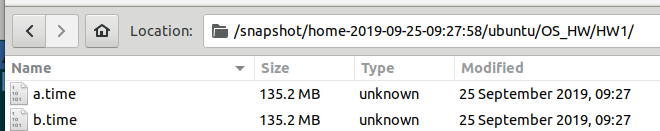 Location: /snapshot/home-2019-09-25-09:27:58/ubuntu/OS_HW/HW1/
Name Size Type Modified
a.time 135.2 MB unknown 25 September 2019, 09:27
b.time 135.2 MB unknown 25 September 2019, 09:27